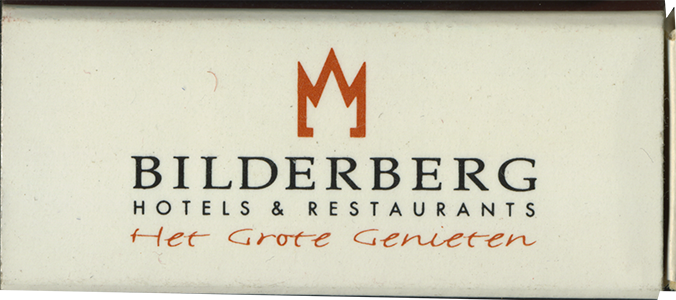 BILDERBERG
HOTELS & RESTAURANTS
Het Grote Genieten